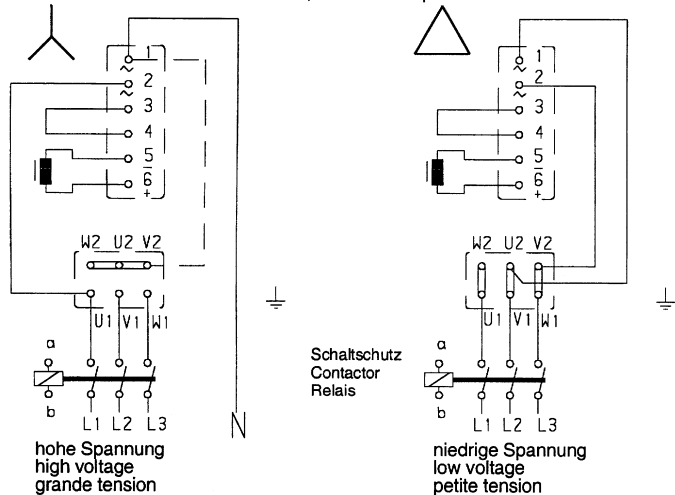 1
~
2
~
3
4
5
–
6
+
W2 U2 V2
U1 V1 W1
a
b
L1 L2 L3
N
hohe Spannung
high voltage
grande tension
1
~
2
~
3
4
5
–
6
+
W2 U2 V2
U1 V1 W1
Schaltschutz
Contactor
Relais
a
b
L1 L2 L3
niedrige Spannung
low voltage
petite tension